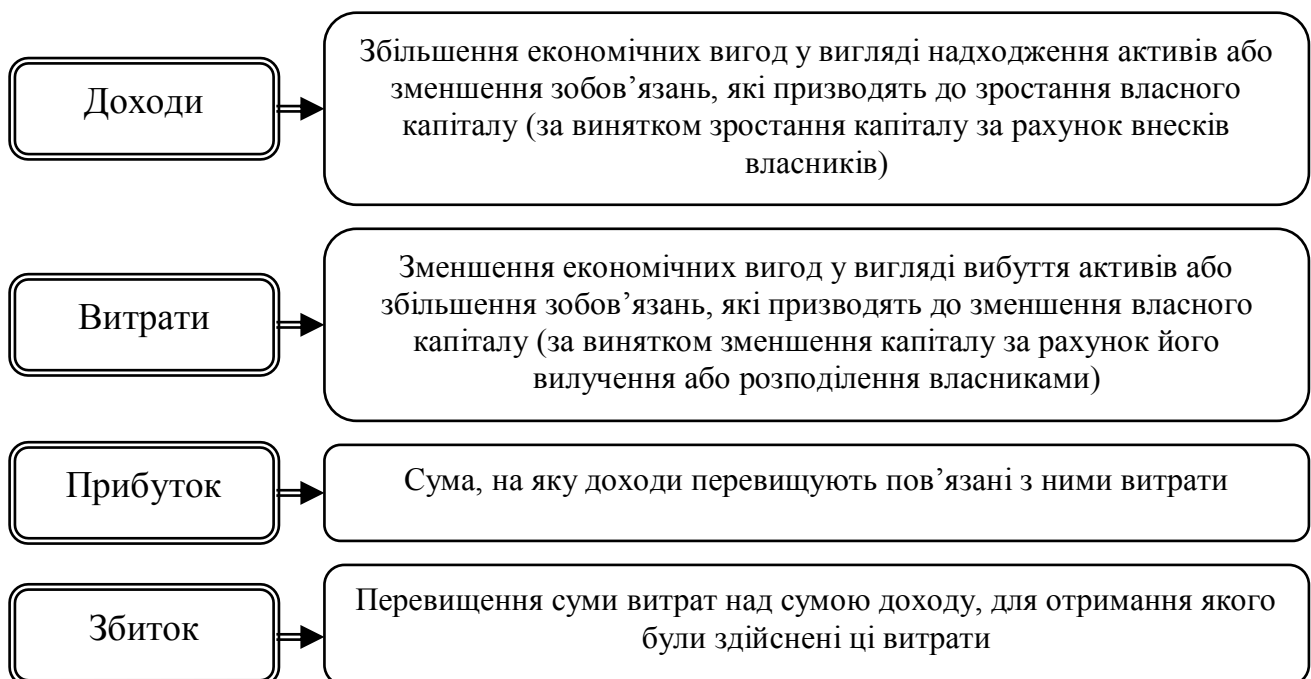 Доходи
Збільшення економічних вигод у вигляді надходження активів або
зменшення зобов’язань, які призводять до зростання власного
капіталу (за винятком зростання капіталу за рахунок внесків
власників)
Витрати
Зменшення економічних вигод у вигляді вибуття активів або
збільшення зобов’язань, які призводять до зменшення власного
капіталу (за винятком зменшення капіталу за рахунок його
вилучення або розподілення власниками)
Прибуток
Сума, на яку доходи перевищують пов’язані з ними витрати
Збиток
Перевищення суми витрат над сумою доходу, для отримання якого
були здійснені ці витрати